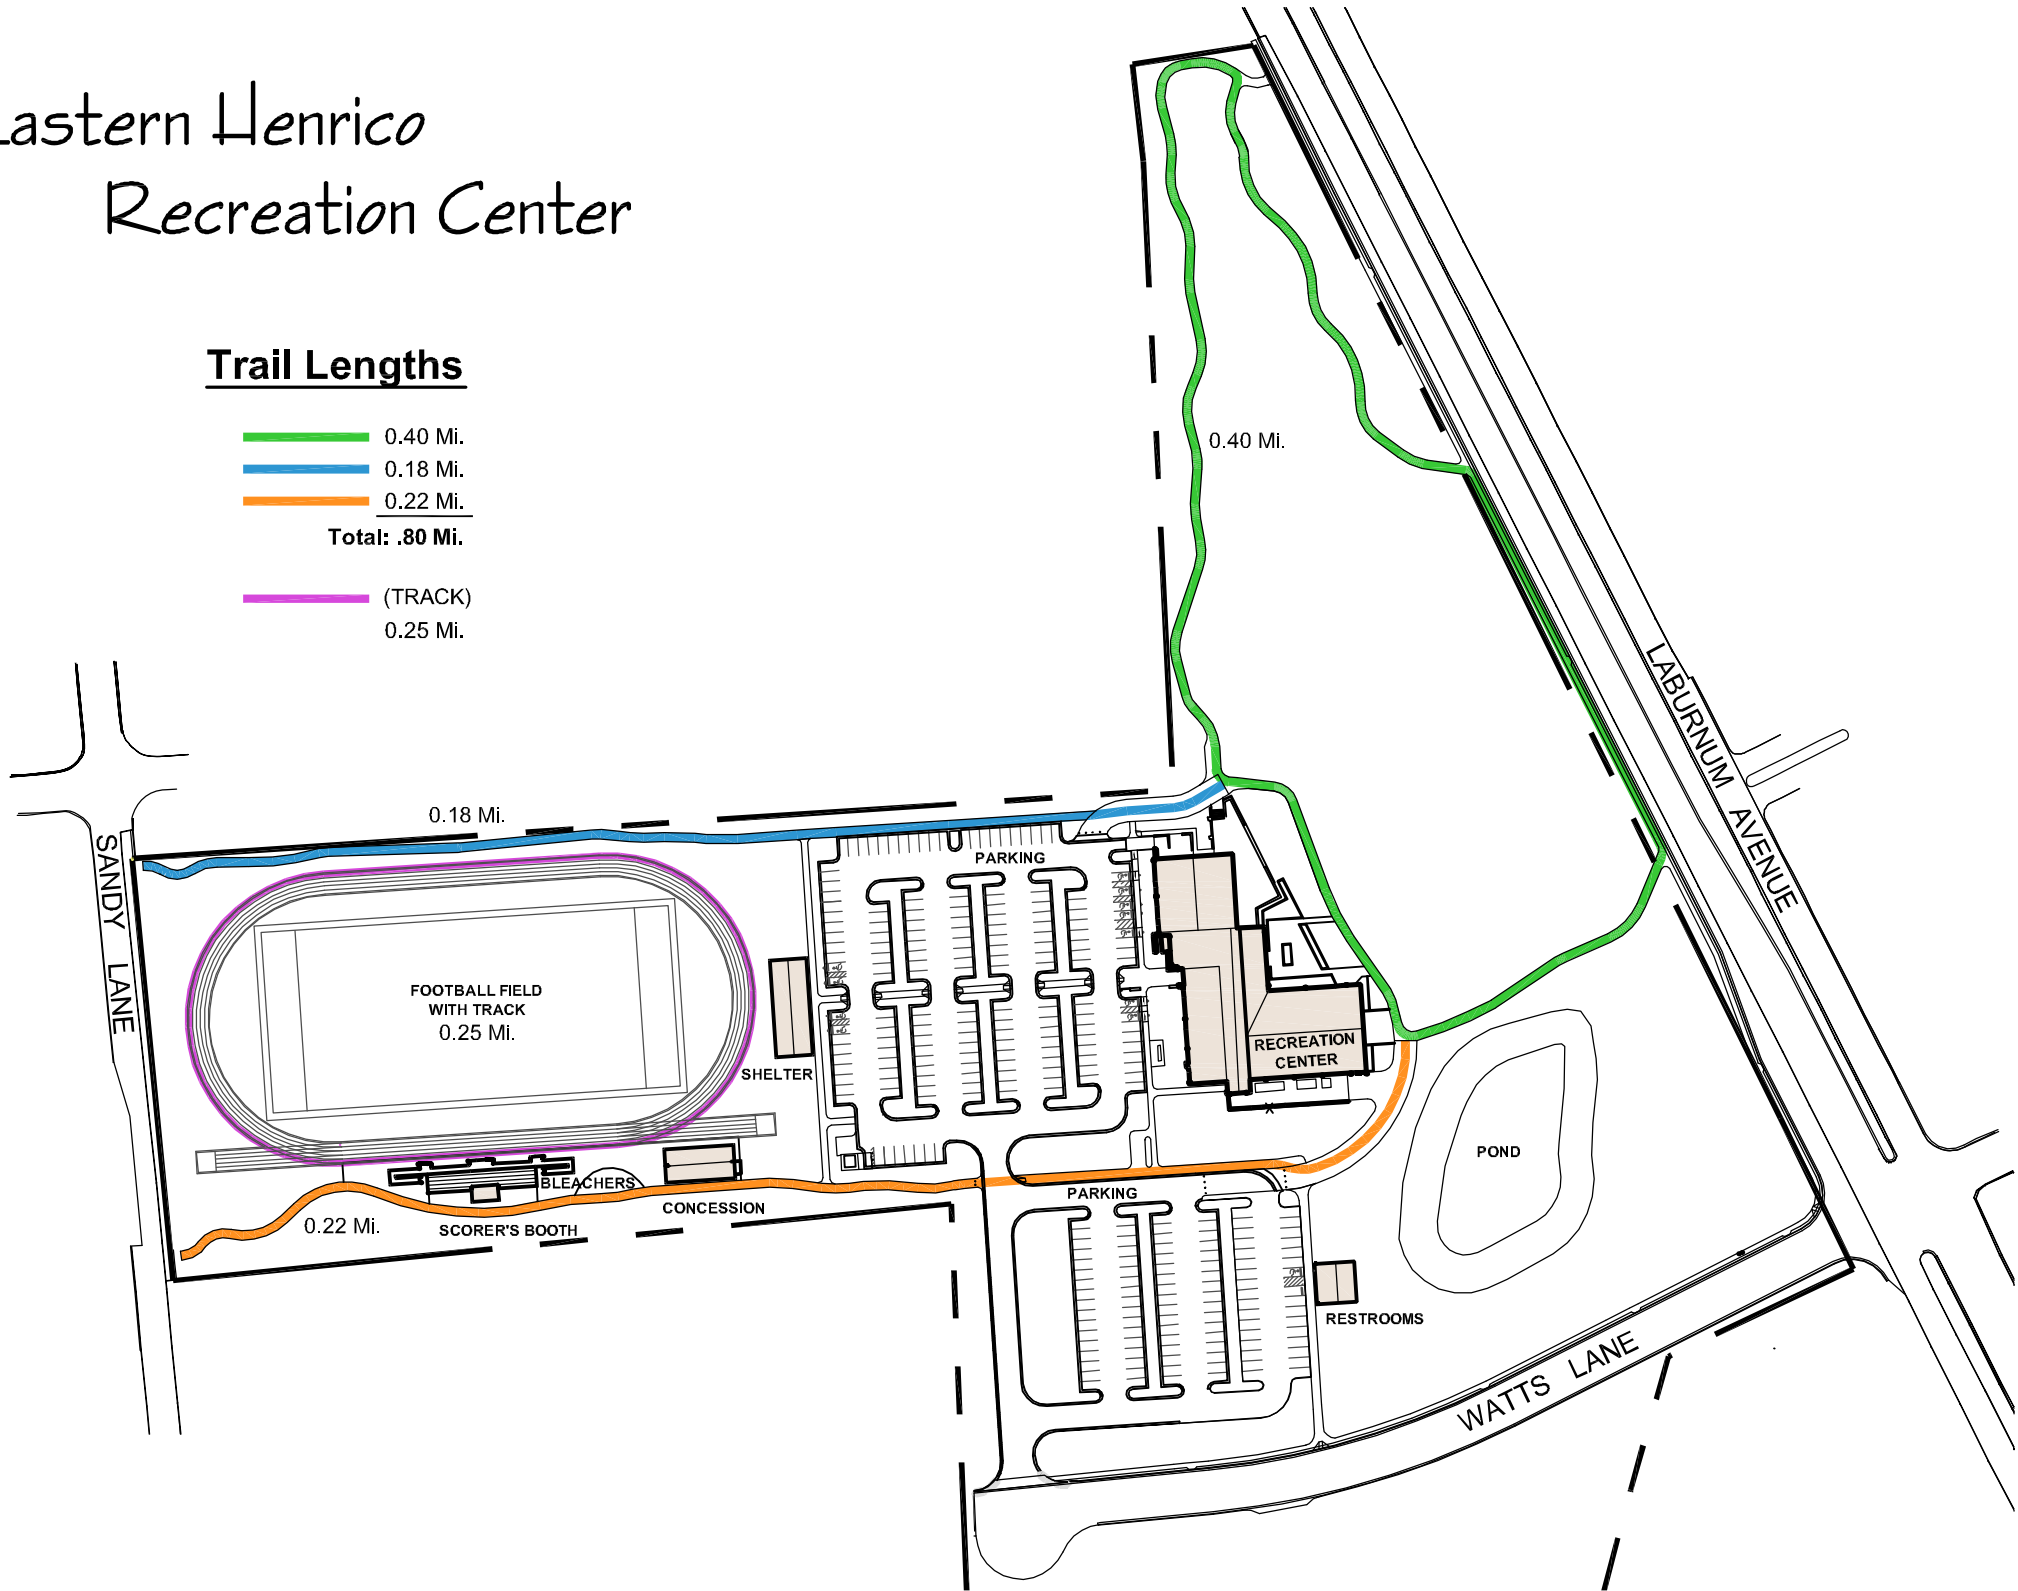 Eastern Henrico
Recreation Center
Trail Lengths
0.40 Mi.
0.18 Mi.
0.22 Mi.
Total: .80 Mi.
(TRACK)
0.25 Mi.
0.40 Mi.
LABURNUM AVENUE
0.18 Mi.
SANDY LANE
PARKING
FOOTBALL FIELD
WITH TRACK
0.25 Mi.
SHELTER
RECREATION
CENTER
POND
BLEACHERS
PARKING
CONCESSION
0.22 Mi.
SCORER'S BOOTH
RESTROOMS
WATTS LANE